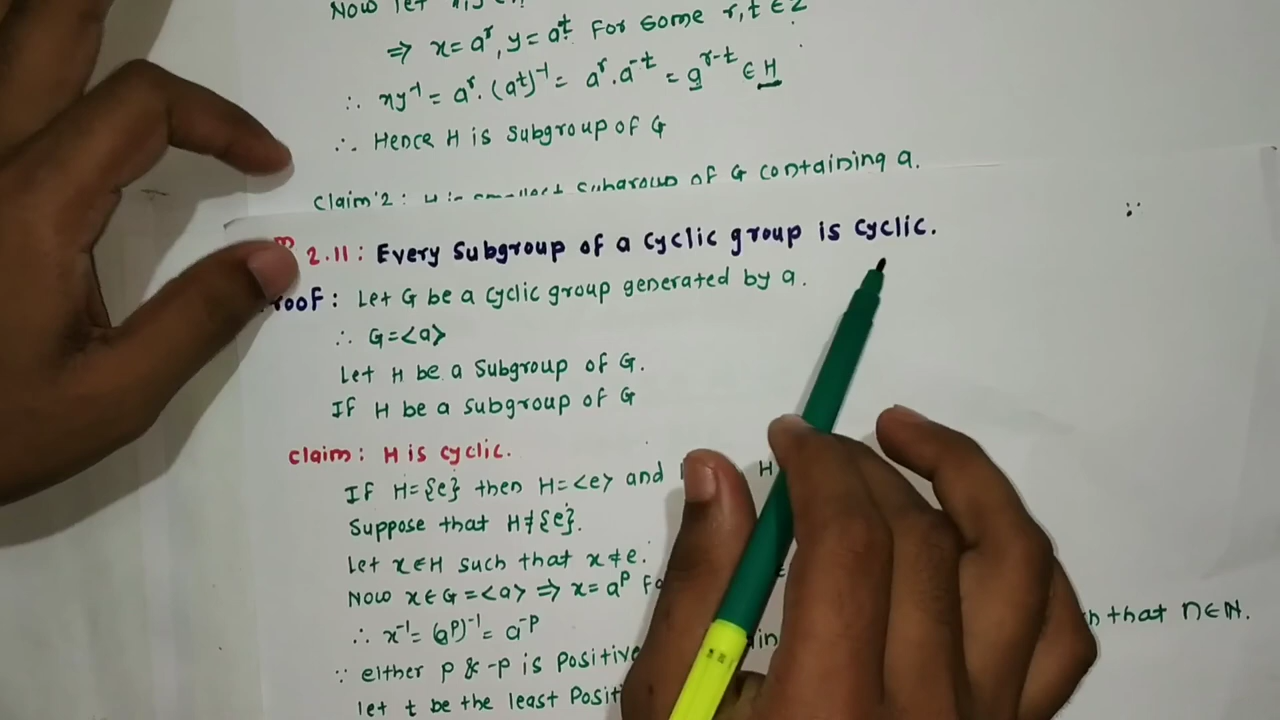 Now let
⇒ x = a^r, y = a^t For some r, t ∈ Z
∴ xy^-1 = a^r . (a^t)^-1 = a^r . a^-t = g^r-t ∈ H
∴ Hence H is subgroup of G
Claim 2: H is smallest subgroup of G containing a.
2.11: Every subgroup of a cyclic group is cyclic.
roof: Let G be a cyclic group generated by a.
∴ G = <a>
Let H be a subgroup of G.
If H be a subgroup of G
Claim: H is cyclic.
If H = {e} then H = <e> and H
Suppose that H ≠ {e}.
Let x ∈ H such that x ≠ e.
Now x ∈ G = <a> ⇒ x = a^p
∴ x^-1 = (a^p)^-1 = a^-p
∵ either p & -p is positive that n ∈ N.
let t be the least